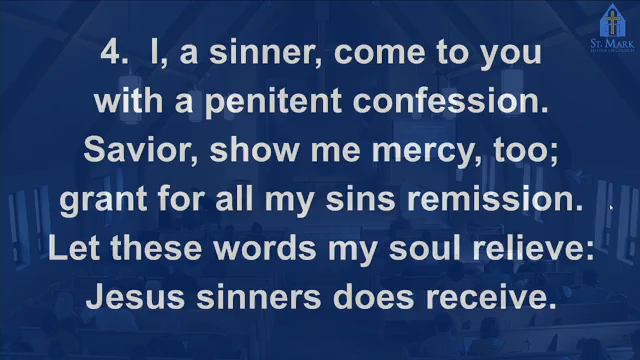 4. I, a sinner, come to you
with a penitent confession.
Savior, show me mercy, too;
grant for all my sins remission.
Let these words my soul relieve:
Jesus sinners does receive.
ST. MARK